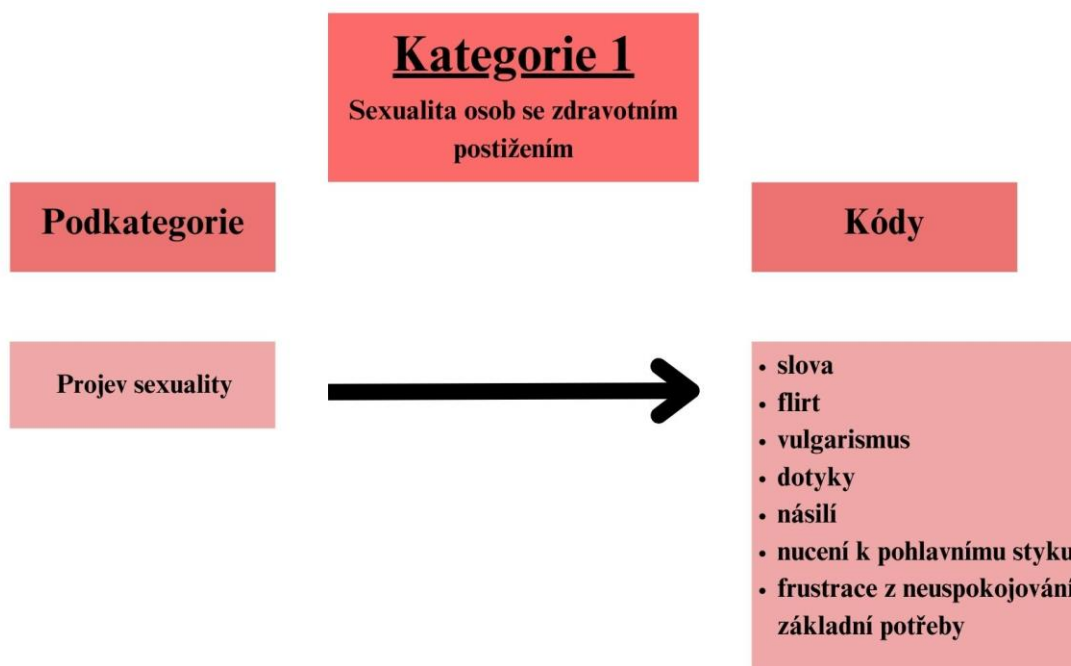 Kategorie 1
Sexualita osob se zdravotním
postižením
Podkategorie
Kódy
Projev sexuality
• slova
• flirt
• vulgarismus
• dotyky
• násilí
• nucení k pohlavnímu styku
• frustrace z neuspokojování
základní potřeby